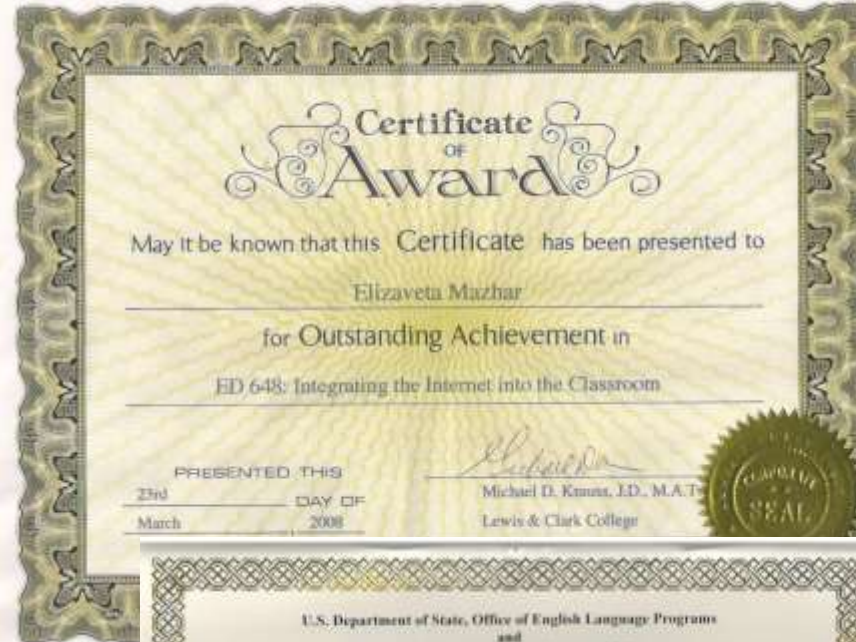 Certificate
OF
Award
May it be known that this Certificate has been presented to
Elizaveta Mazhar
for Outstanding Achievement in
ED 648: Integrating the Internet into the Classroom
PRESENTED THIS
23rd DAY OF
March 2008
Michael D. Krauss, J.D., M.A.T.
Lewis & Clark College
SEAL
U.S. Department of State, Office of English Language Programs
and